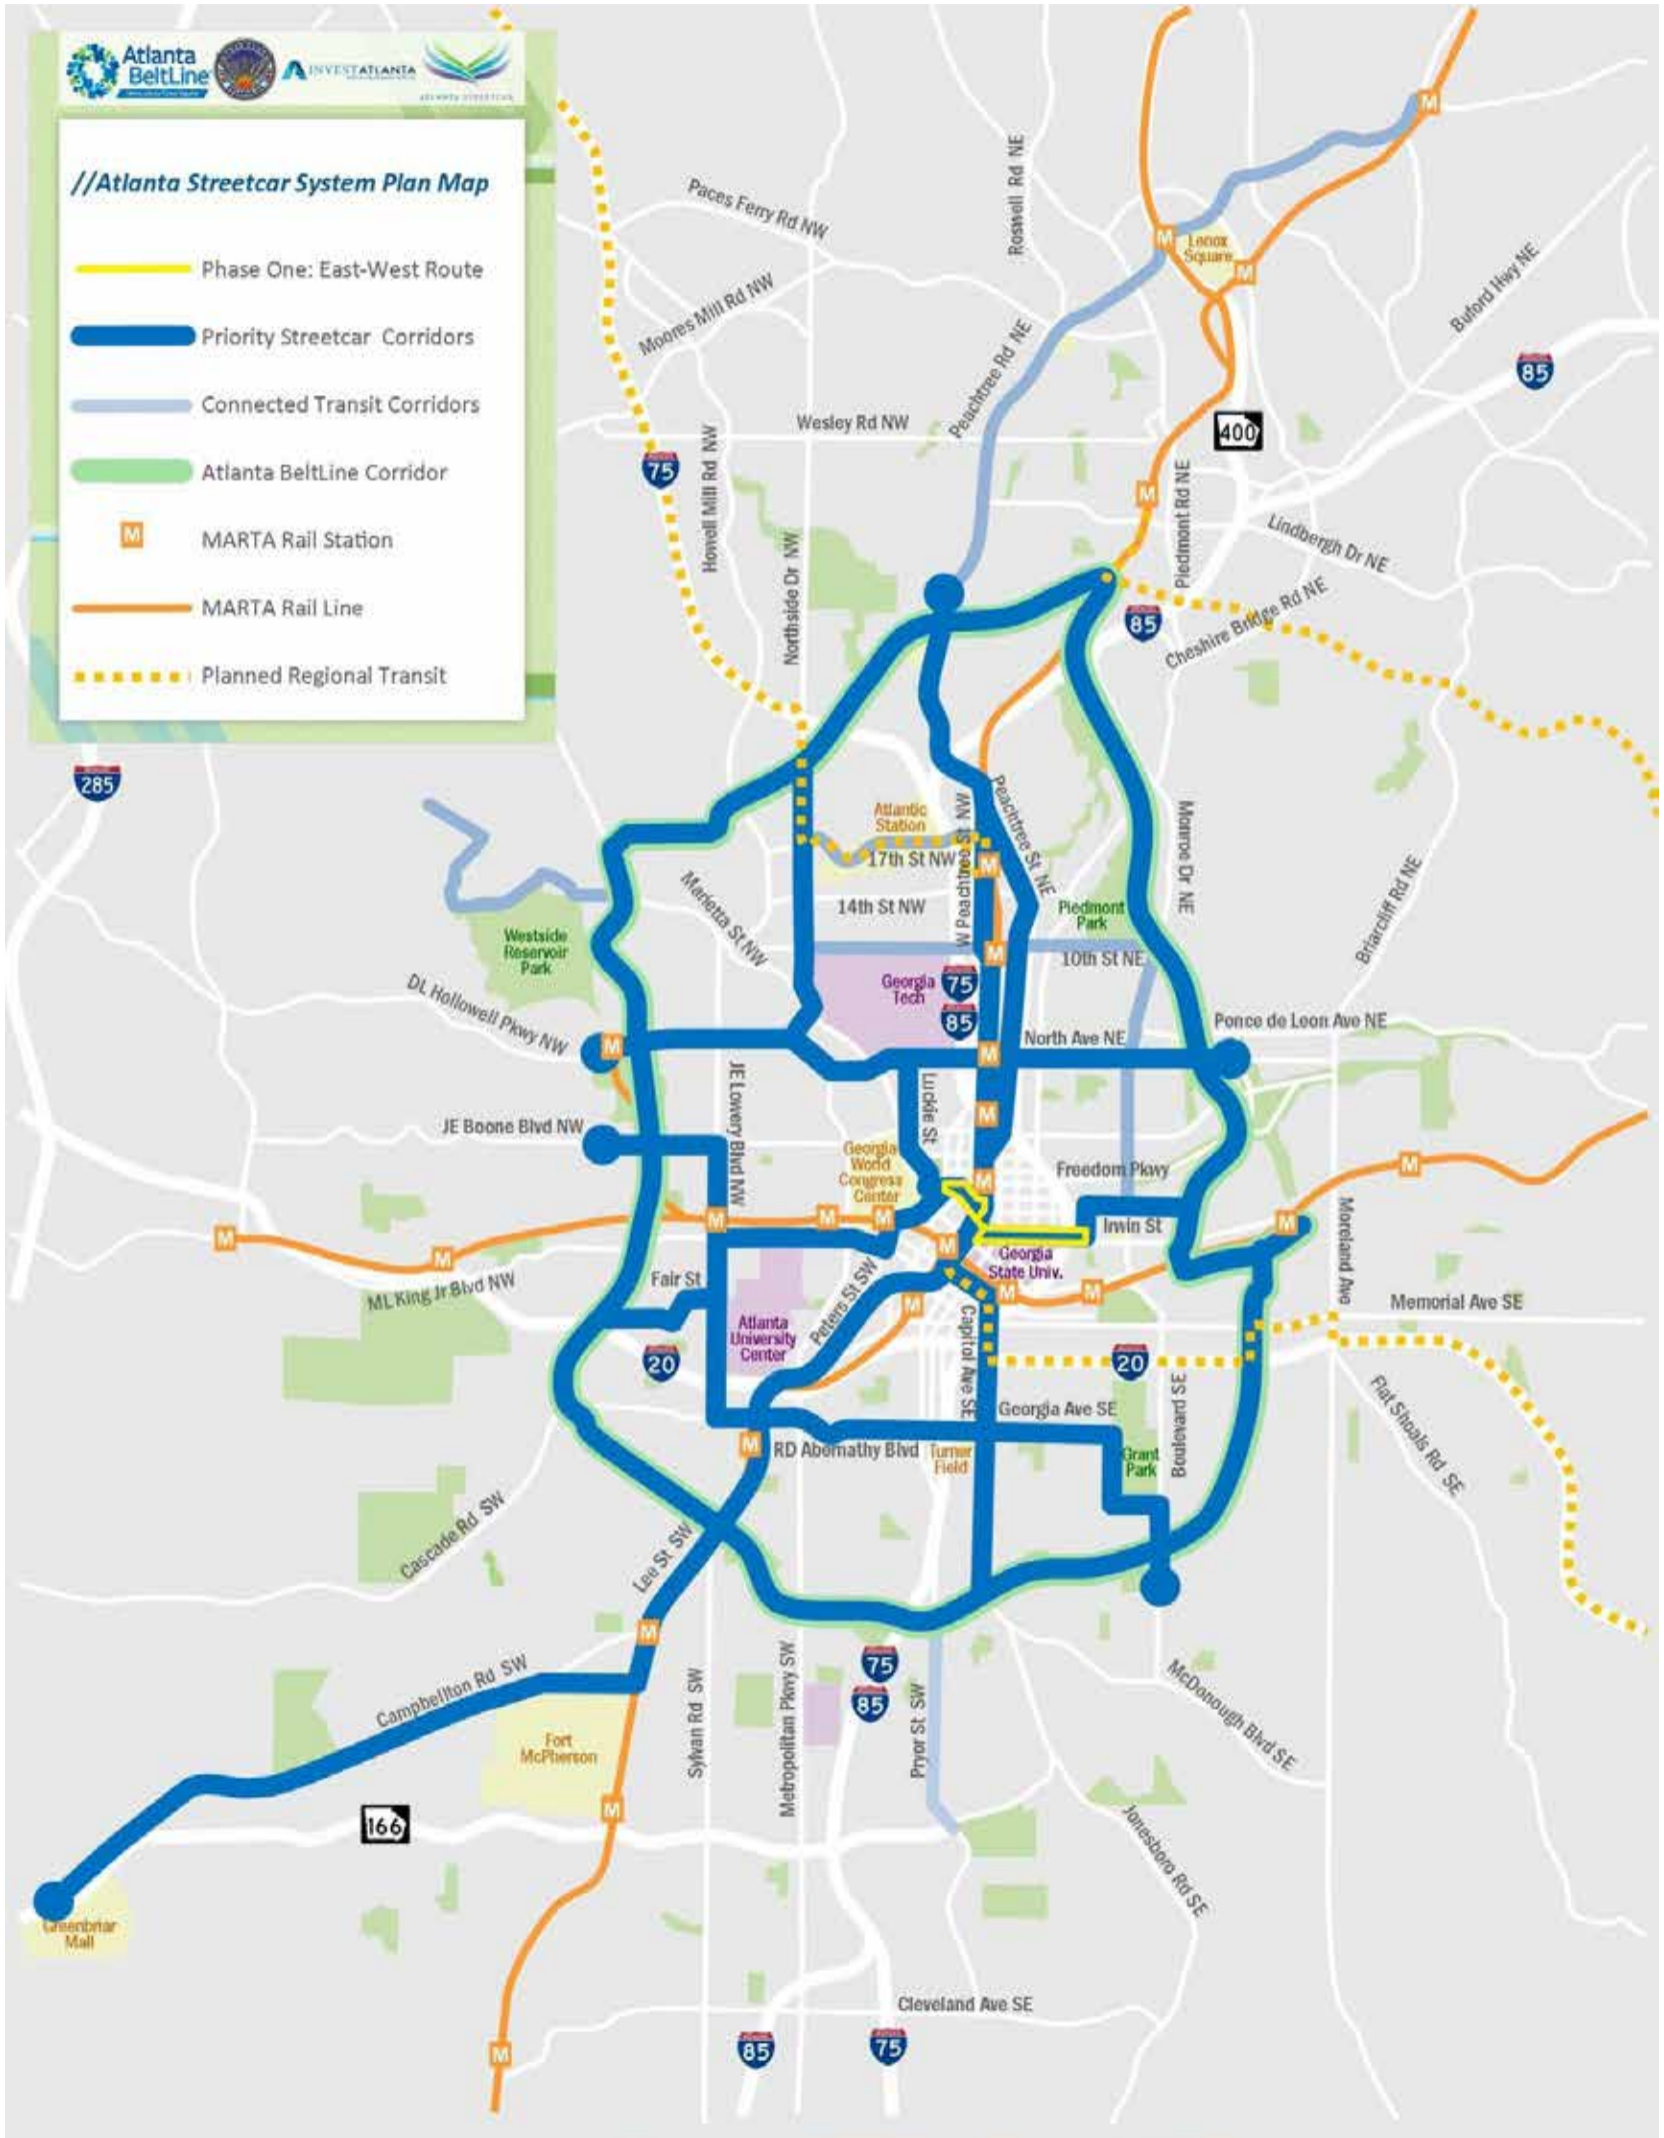 Atlanta
BeltLine
INVESTATLANTA
ATLANTA STREETCAR
//Atlanta Streetcar System Plan Map
Phase One: East-West Route
Priority Streetcar Corridors
Connected Transit Corridors
Atlanta BeltLine Corridor
M MARTA Rail Station
MARTA Rail Line
Planned Regional Transit
M
Roswell Rd NE
Paces Ferry Rd NW
M
Lenox
Square
M
Buford Hwy NE
Moores Mill Rd NW
Peachtree Rd NE
85
Wesley Rd NW
400
75
Howell Mill Rd NW
M
Piedmont Rd NE
Lindbergh Dr NE
Northside Dr NW
85
Cheshire Bridge Rd NE
285
Atlantic
Station
17th St NW
W Peachtree St NW
Peachtree St NE
M
Monroe Dr NE
Marietta St NW
14th St NW
Piedmont
Park
Briarcliff Rd NE
Westside
Reservoir
Park
M
10th St NE
DL Hollowell Pkwy NW
Georgia
Tech
75
85
Ponce de Leon Ave NE
North Ave NE
M
M
JE Lowery Blvd NW
Luckie St
M
JE Boone Blvd NW
Georgia
World
Congress
Center
Freedom Pkwy
M
M
Moreland Ave
M
M
M
M
M
Irwin St
M
M
M
Georgia
State Univ.
ML King Jr Blvd NW
Fair St
Peters St SW
M
M
M
Memorial Ave SE
Atlanta
University
Center
Capitol Ave SE
20
20
Flat Shoals Rd SE
Georgia Ave SE
Boulevard SE
M
RD Abernathy Blvd
Turner
Field
Grant
Park
Cascade Rd SW
Lee St SW
M
75
85
Campbellton Rd SW
Sylvan Rd SW
Metropolitan Pkwy SW
Pryor St SW
McDonough Blvd SE
Fort
McPherson
M
166
Jonesboro Rd SE
Greenbriar
Mall
Cleveland Ave SE
M
85
75